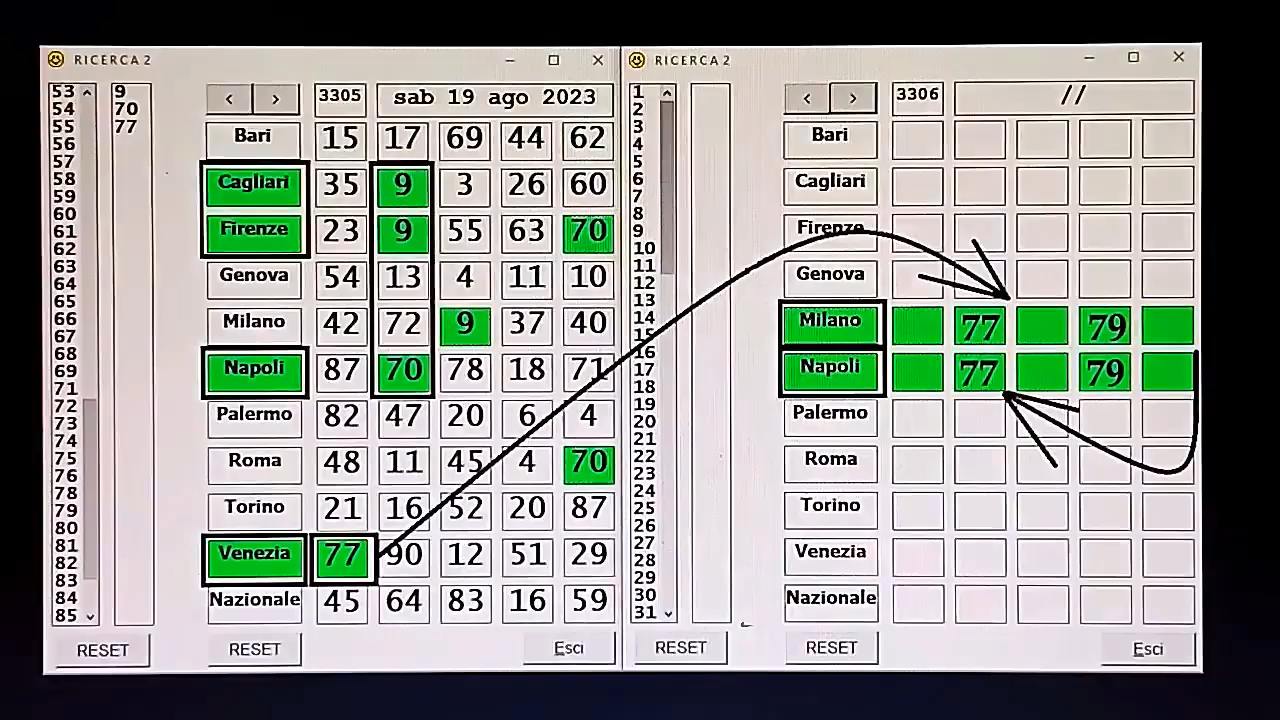 RICERCA 2
53
54
55
56
57
58
59
60
61
62
63
64
65
66
67
68
69
71
72
73
74
75
76
78
79
80
81
82
83
84
85
9
70
77
< > 3305 sab 19 ago 2023
Bari 15 17 69 44 62
Cagliari 35 9 3 26 60
Firenze 23 9 55 63 70
Genova 54 13 4 11 10
Milano 42 72 9 37 40
Napoli 87 70 78 18 71
Palermo 82 47 20 6 4
Roma 48 11 45 4 70
Torino 21 16 52 20 87
Venezia 77 90 12 51 29
Nazionale 45 64 83 16 59
RESET RESET Esci
RICERCA 2
1
2
3
4
5
6
7
8
9
10
11
12
13
14
15
16
17
18
19
20
21
22
23
24
25
26
27
28
29
30
31
< > 3306 //
Bari
Cagliari
Firenze
Genova
Milano 77 79
Napoli 77 79
Palermo
Roma
Torino
Venezia
Nazionale
RESET RESET Esci